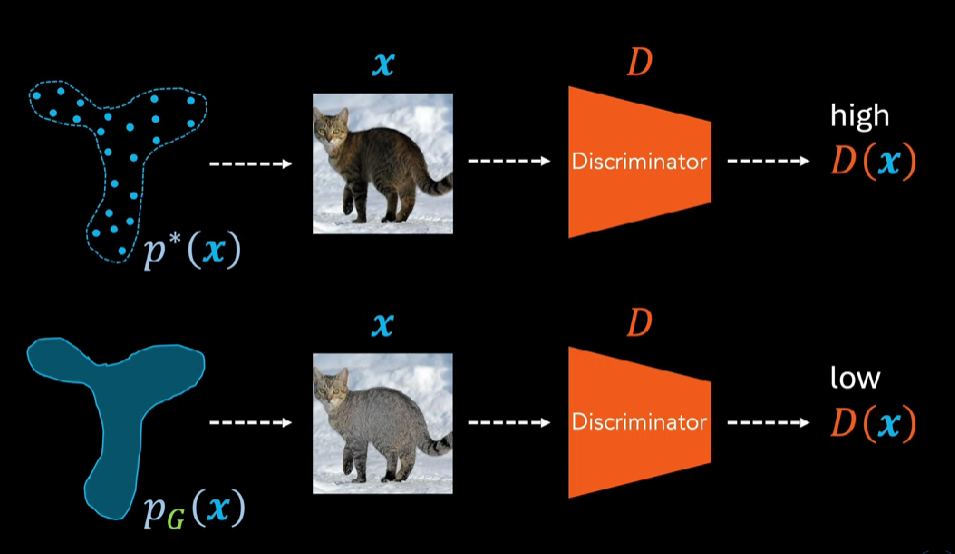 x
D
high
Discriminator
D(x)
p*(x)
x
D
low
Discriminator
D(x)
p_G(x)